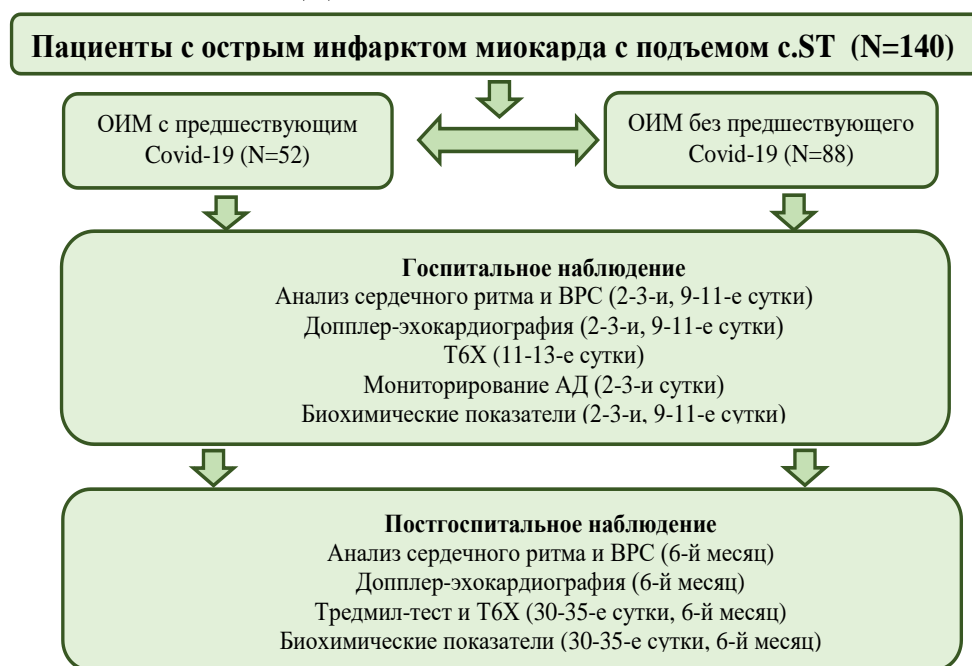 Пациенты с острым инфарктом миокарда с подъемом с.ST (N=140)
ОИМ с предшествующим
Covid-19 (N=52)
ОИМ без предшествующего
Covid-19 (N=88)
Госпитальное наблюдение
Анализ сердечного ритма и ВРС (2-3-и, 9-11-е сутки)
Допплер-эхокардиография (2-3-и, 9-11-е сутки)
Т6Х (11-13-е сутки)
Мониторирование АД (2-3-и сутки)
Биохимические показатели (2-3-и, 9-11-е сутки)
Постгоспитальное наблюдение
Анализ сердечного ритма и ВРС (6-й месяц)
Допплер-эхокардиография (6-й месяц)
Тредмил-тест и Т6Х (30-35-е сутки, 6-й месяц)
Биохимические показатели (30-35-е сутки, 6-й месяц)